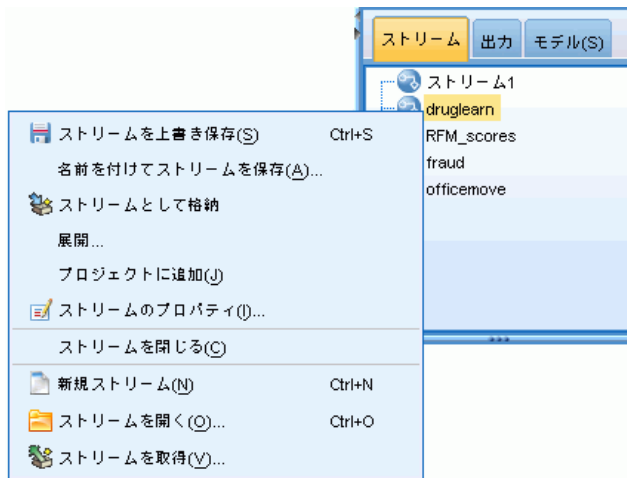 ストリーム 出力 モデル(S)
ストリーム1
druglearn
RFM_scores
fraud
officemove
ストリームを上書き保存(S) Ctrl+S
名前を付けてストリームを保存(A)...
ストリームとして格納
展開...
プロジェクトに追加(J)
ストリームのプロパティ(I)...
ストリームを閉じる(C)
新規ストリーム(N) Ctrl+N
ストリームを開く(O)... Ctrl+O
ストリームを取得(V)...